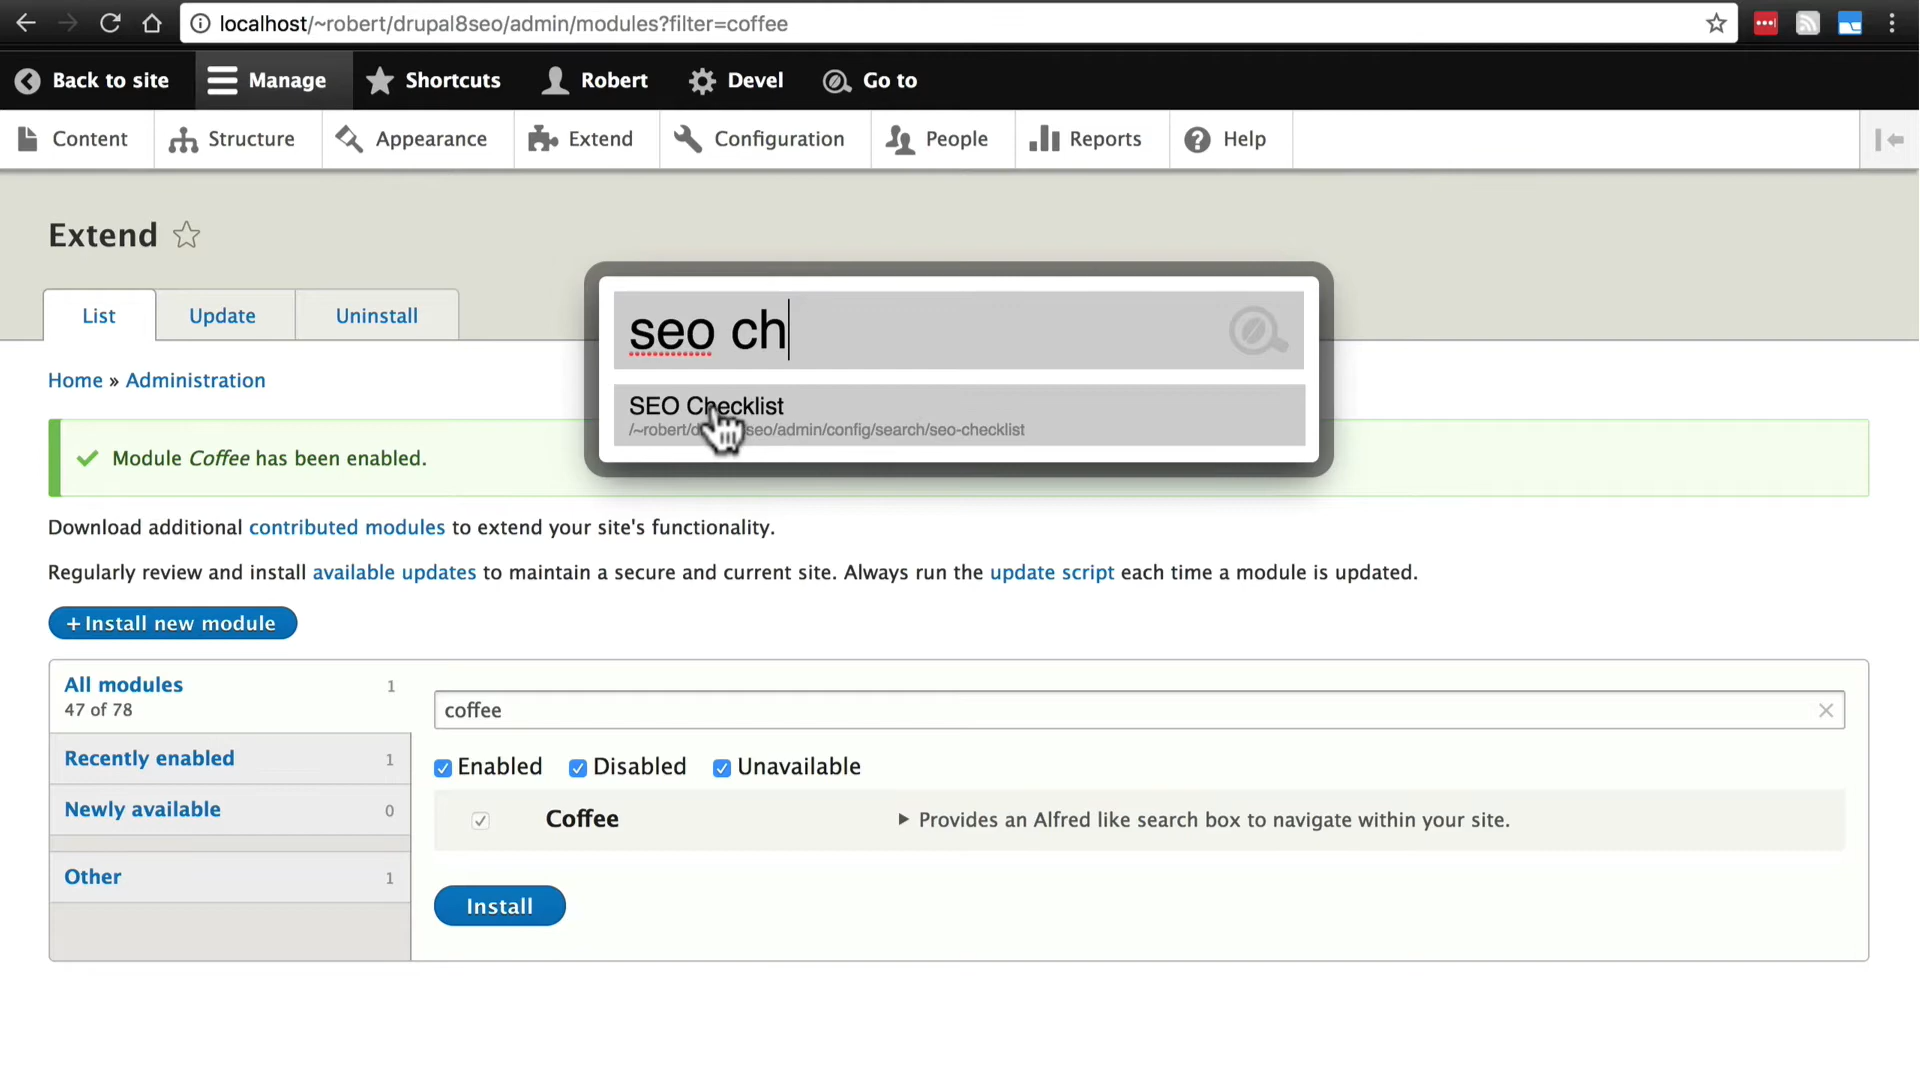 localhost/~robert/drupal8seo/admin/modules?filter=coffee
Back to site Manage Shortcuts Robert Devel Go to
Content Structure Appearance Extend Configuration People Reports Help
Extend
List Update Uninstall
seo ch
SEO Checklist
/~robert/d seo/admin/config/search/seo-checklist
Home » Administration
Module Coffee has been enabled.
Download additional contributed modules to extend your site's functionality.
Regularly review and install available updates to maintain a secure and current site. Always run the update script each time a module is updated.
+ Install new module
All modules 1
47 of 78
Recently enabled 1
Newly available 0
Other 1
coffee
Enabled Disabled Unavailable
Coffee Provides an Alfred like search box to navigate within your site.
Install